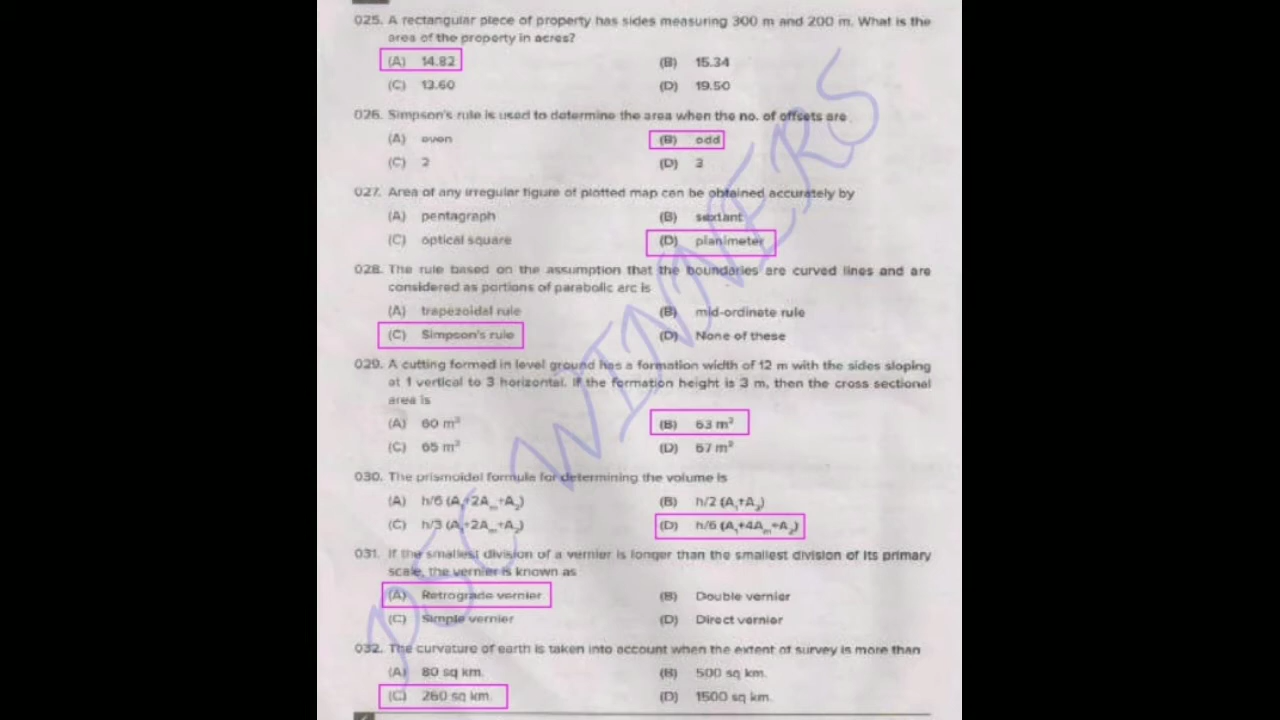 025. A rectangular piece of property has sides measuring 300 m and 200 m. What is the
area of the property in acres?
(A) 14.82 (B) 15.34
(C) 13.60 (D) 19.50
026. Simpson's rule is used to determine the area when the no. of offsets are
(A) even (B) odd
(C) 2 (D) 3
027. Area of any irregular figure of plotted map can be obtained accurately by
(A) pentagraph (B) sextant
(C) optical square (D) planimeter
028. The rule based on the assumption that the boundaries are curved lines and are
considered as portions of parabolic arc is
(A) trapezoidal rule (B) mid-ordinate rule
(C) Simpson's rule (D) None of these
029. A cutting formed in level ground has a formation width of 12 m with the sides sloping
at 1 vertical to 3 horizontal. If the formation height is 3 m, then the cross sectional
area is
(A) 60 m² (B) 63 m²
(C) 65 m² (D) 67 m²
030. The prismoidal formula for determining the volume is
(A) h/6 (A₁+2Aₘ+A₂) (B) h/2 (A₁+A₂)
(C) h/3 (A₁+2Aₘ+A₂) (D) h/6 (A₁+4Aₘ+A₂)
031. If the smallest division of a vernier is longer than the smallest division of its primary
scale, the vernier is known as
(A) Retrograde vernier (B) Double vernier
(C) Simple vernier (D) Direct vernier
032. The curvature of earth is taken into account when the extent of survey is more than
(A) 80 sq km. (B) 500 sq km.
(C) 260 sq km. (D) 1500 sq km.
PSC WINNERS